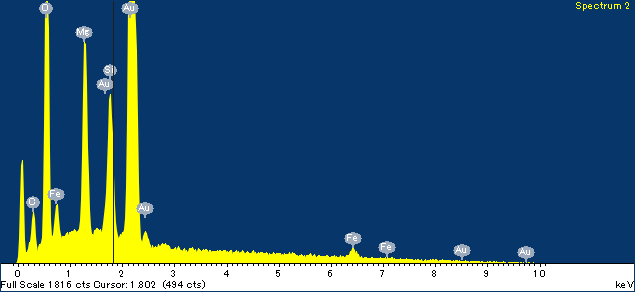 Spectrum 2
O Au
Mg
Si
Au
C Fe Au
Fe Fe Au Au
0 1 2 3 4 5 6 7 8 9 10
Full Scale 1816 cts Cursor: 1.802 (494 cts) keV